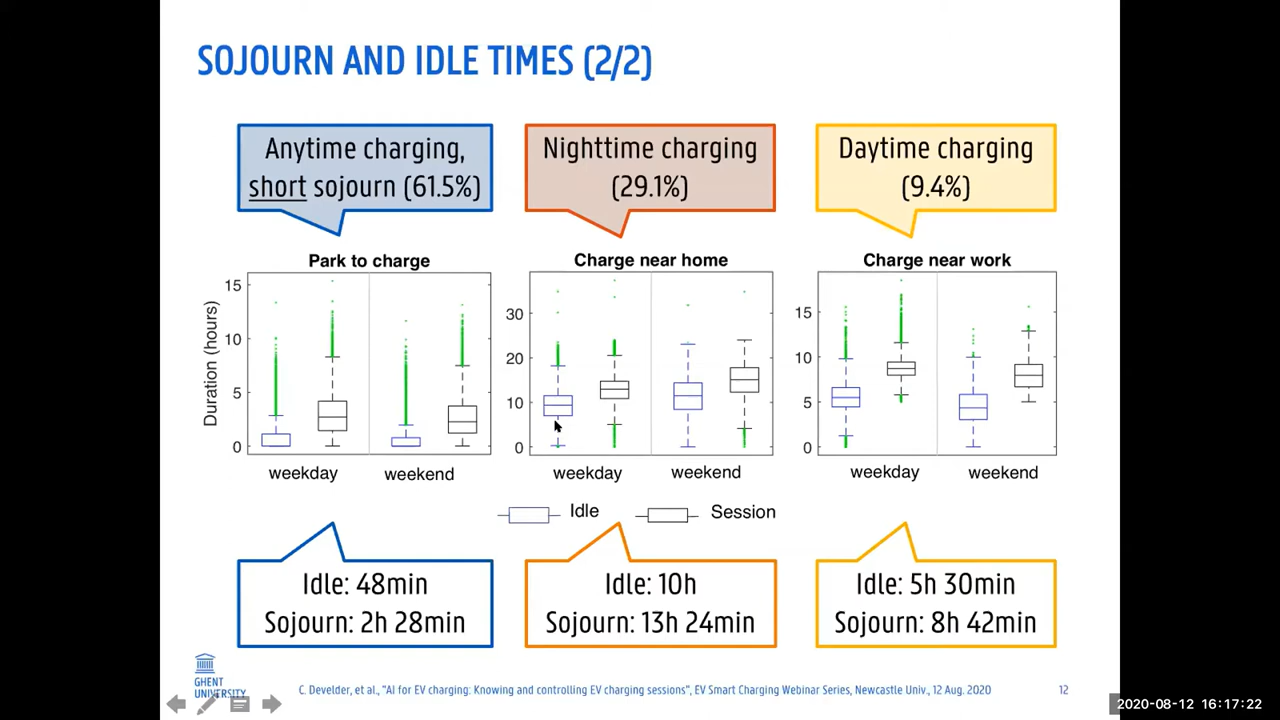 SOJOURN AND IDLE TIMES (2/2)
Anytime charging,
short sojourn (61.5%)
Nighttime charging
(29.1%)
Daytime charging
(9.4%)
Park to charge
Charge near home
Charge near work
Duration (hours)
15
10
5
0
30
20
10
0
15
10
5
0
weekday
weekend
weekday
weekend
weekday
weekend
Idle
Session
Idle: 48min
Sojourn: 2h 28min
Idle: 10h
Sojourn: 13h 24min
Idle: 5h 30min
Sojourn: 8h 42min
GHENT
UNIVERSITY
C. Develder, et al., "AI for EV charging: Knowing and controlling EV charging sessions", EV Smart Charging Webinar Series, Newcastle Univ., 12 Aug. 2020
12
2020-08-12 16:17:22